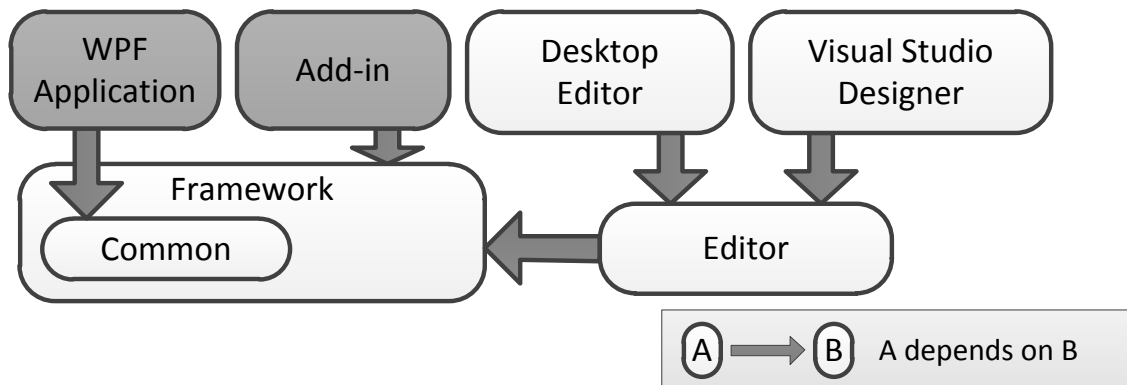 WPF
Application
Add-in
Desktop
Editor
Visual Studio
Designer
Framework
Common
Editor
A
B
A depends on B